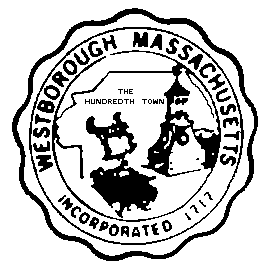 WESTBOROUGH MASSACHUSETTS
THE
HUNDREDTH TOWN
INCORPORATED 1717